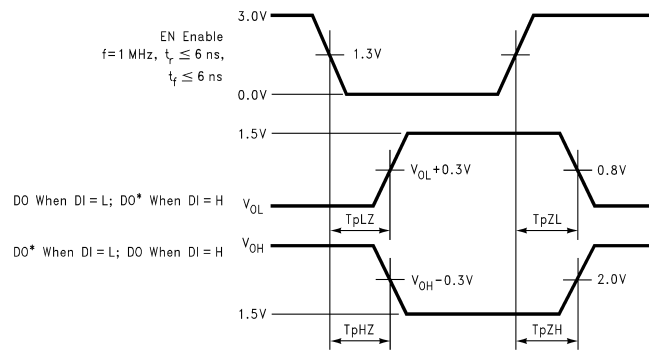 3.0V
EN Enable
f=1 MHz, tr ≤ 6 ns,
tf ≤ 6 ns
1.3V
0.0V
1.5V
VOL+0.3V
0.8V
DO When DI=L; DO* When DI=H
VOL
TpLZ
TpZL
DO* When DI=L; DO When DI=H
VOH
VOH−0.3V
2.0V
1.5V
TpHZ
TpZH